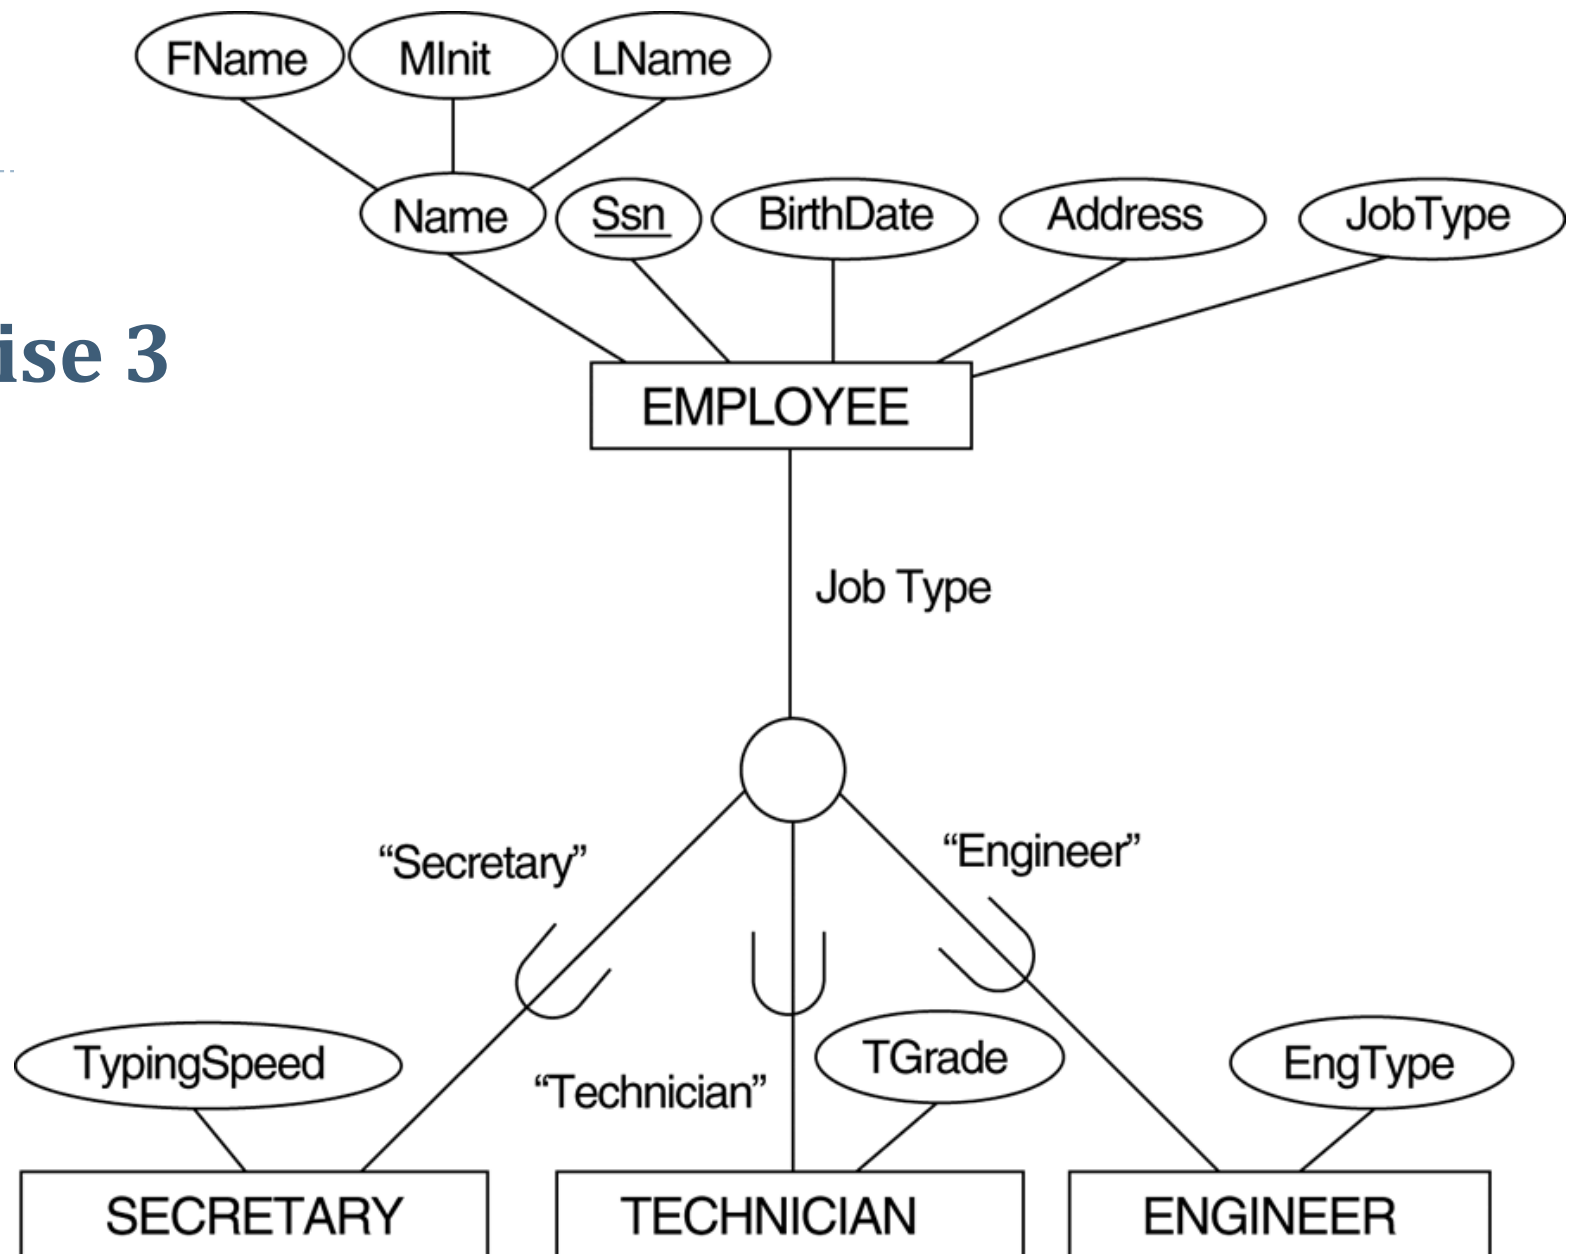 FName MInit LName
Name Ssn BirthDate Address JobType
ise 3
EMPLOYEE
Job Type
“Secretary” “Engineer”
TypingSpeed “Technician” TGrade EngType
SECRETARY TECHNICIAN ENGINEER